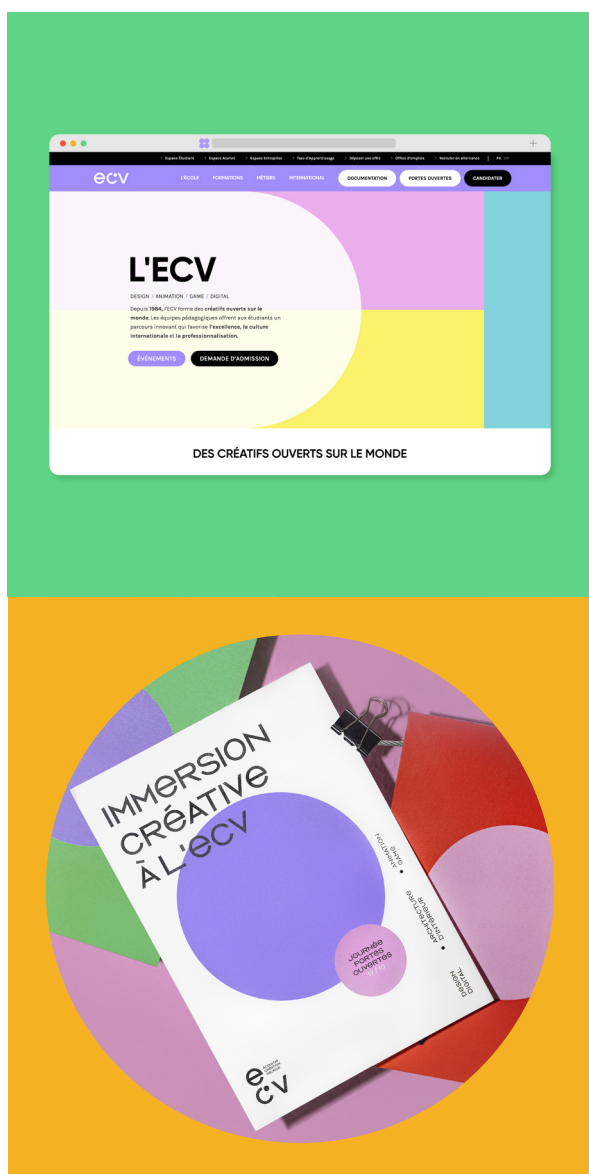 > Espace Étudiant > Espace Alumni > Espace Entreprise > Taxe d'Apprentissage > Déposer une offre > Offres d'emplois > Recruter en alternance | FR EN
ecv L'ÉCOLE FORMATIONS MÉTIERS INTERNATIONAL DOCUMENTATION PORTES OUVERTES CANDIDATER
L'ECV
DESIGN / ANIMATION / GAME / DIGITAL
Depuis 1984, l'ECV forme des créatifs ouverts sur le
monde. Les équipes pédagogiques offrent aux étudiants un
parcours innovant qui favorise l'excellence, la culture
internationale et la professionnalisation.
ÉVÉNEMENTS DEMANDE D'ADMISSION
DES CRÉATIFS OUVERTS SUR LE MONDE
IMMERSION
CRÉATIVE
À L'ECV
ANIMATION
GAME
ARCHITECTURE
D'INTÉRIEUR
DESIGN
DIGITAL
JOURNÉE
PORTES
OUVERTES
ecv